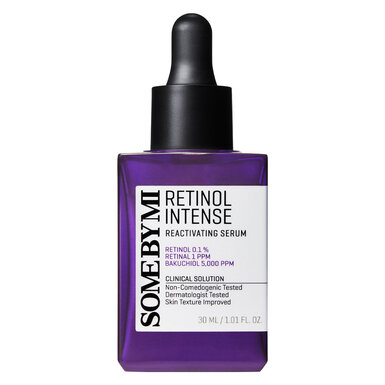 SOME BY MI
RETINOL
INTENSE
REACTIVATING SERUM
RETINOL 0.1%
RETINAL 1 PPM
BAKUCHIOL 5,000 PPM
CLINICAL SOLUTION
Non-Comedogenic Tested
Dermatologist Tested
Skin Texture Improved
30 ML / 1.01 FL. OZ.